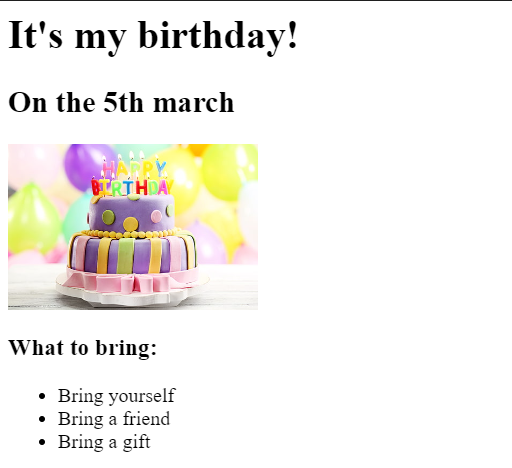 It's my birthday!
On the 5th march
HAPPY
BIRTHDAY
What to bring:
Bring yourself
Bring a friend
Bring a gift